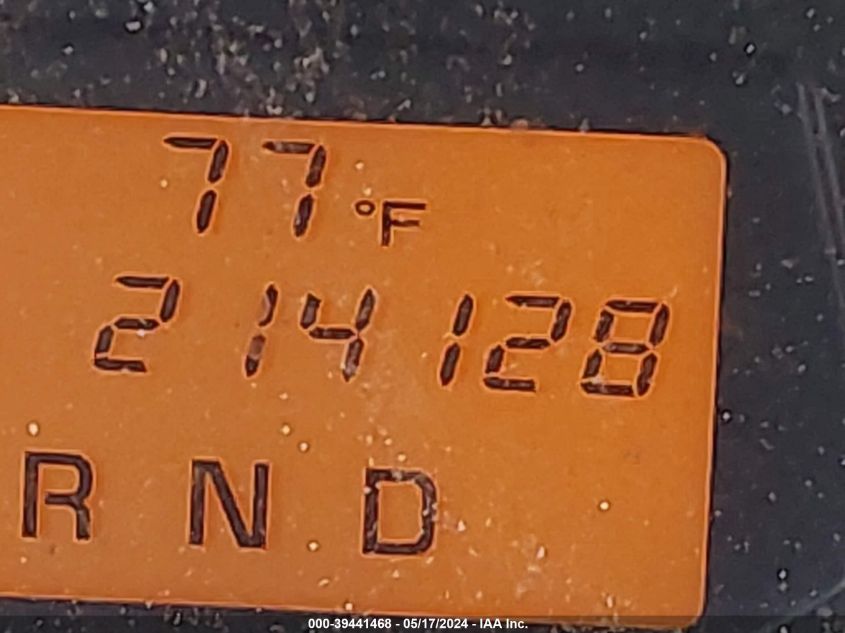 77 °F
214128
R N D
000-39441468 - 05/17/2024 - IAA Inc.